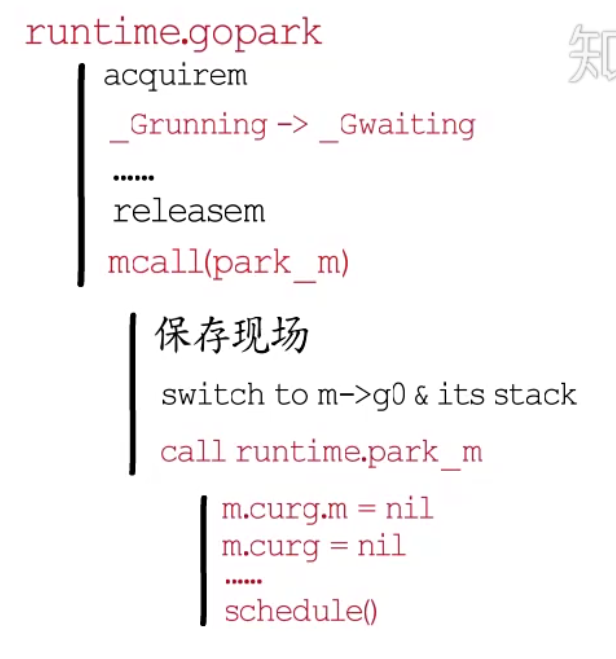 runtime.gopark
知
acquirem
_Grunning -> _Gwaiting
......
releasem
mcall(park_m)
保存现场
switch to m->g0 & its stack
call runtime.park_m
m.curg.m = nil
m.curg = nil
......
schedule()